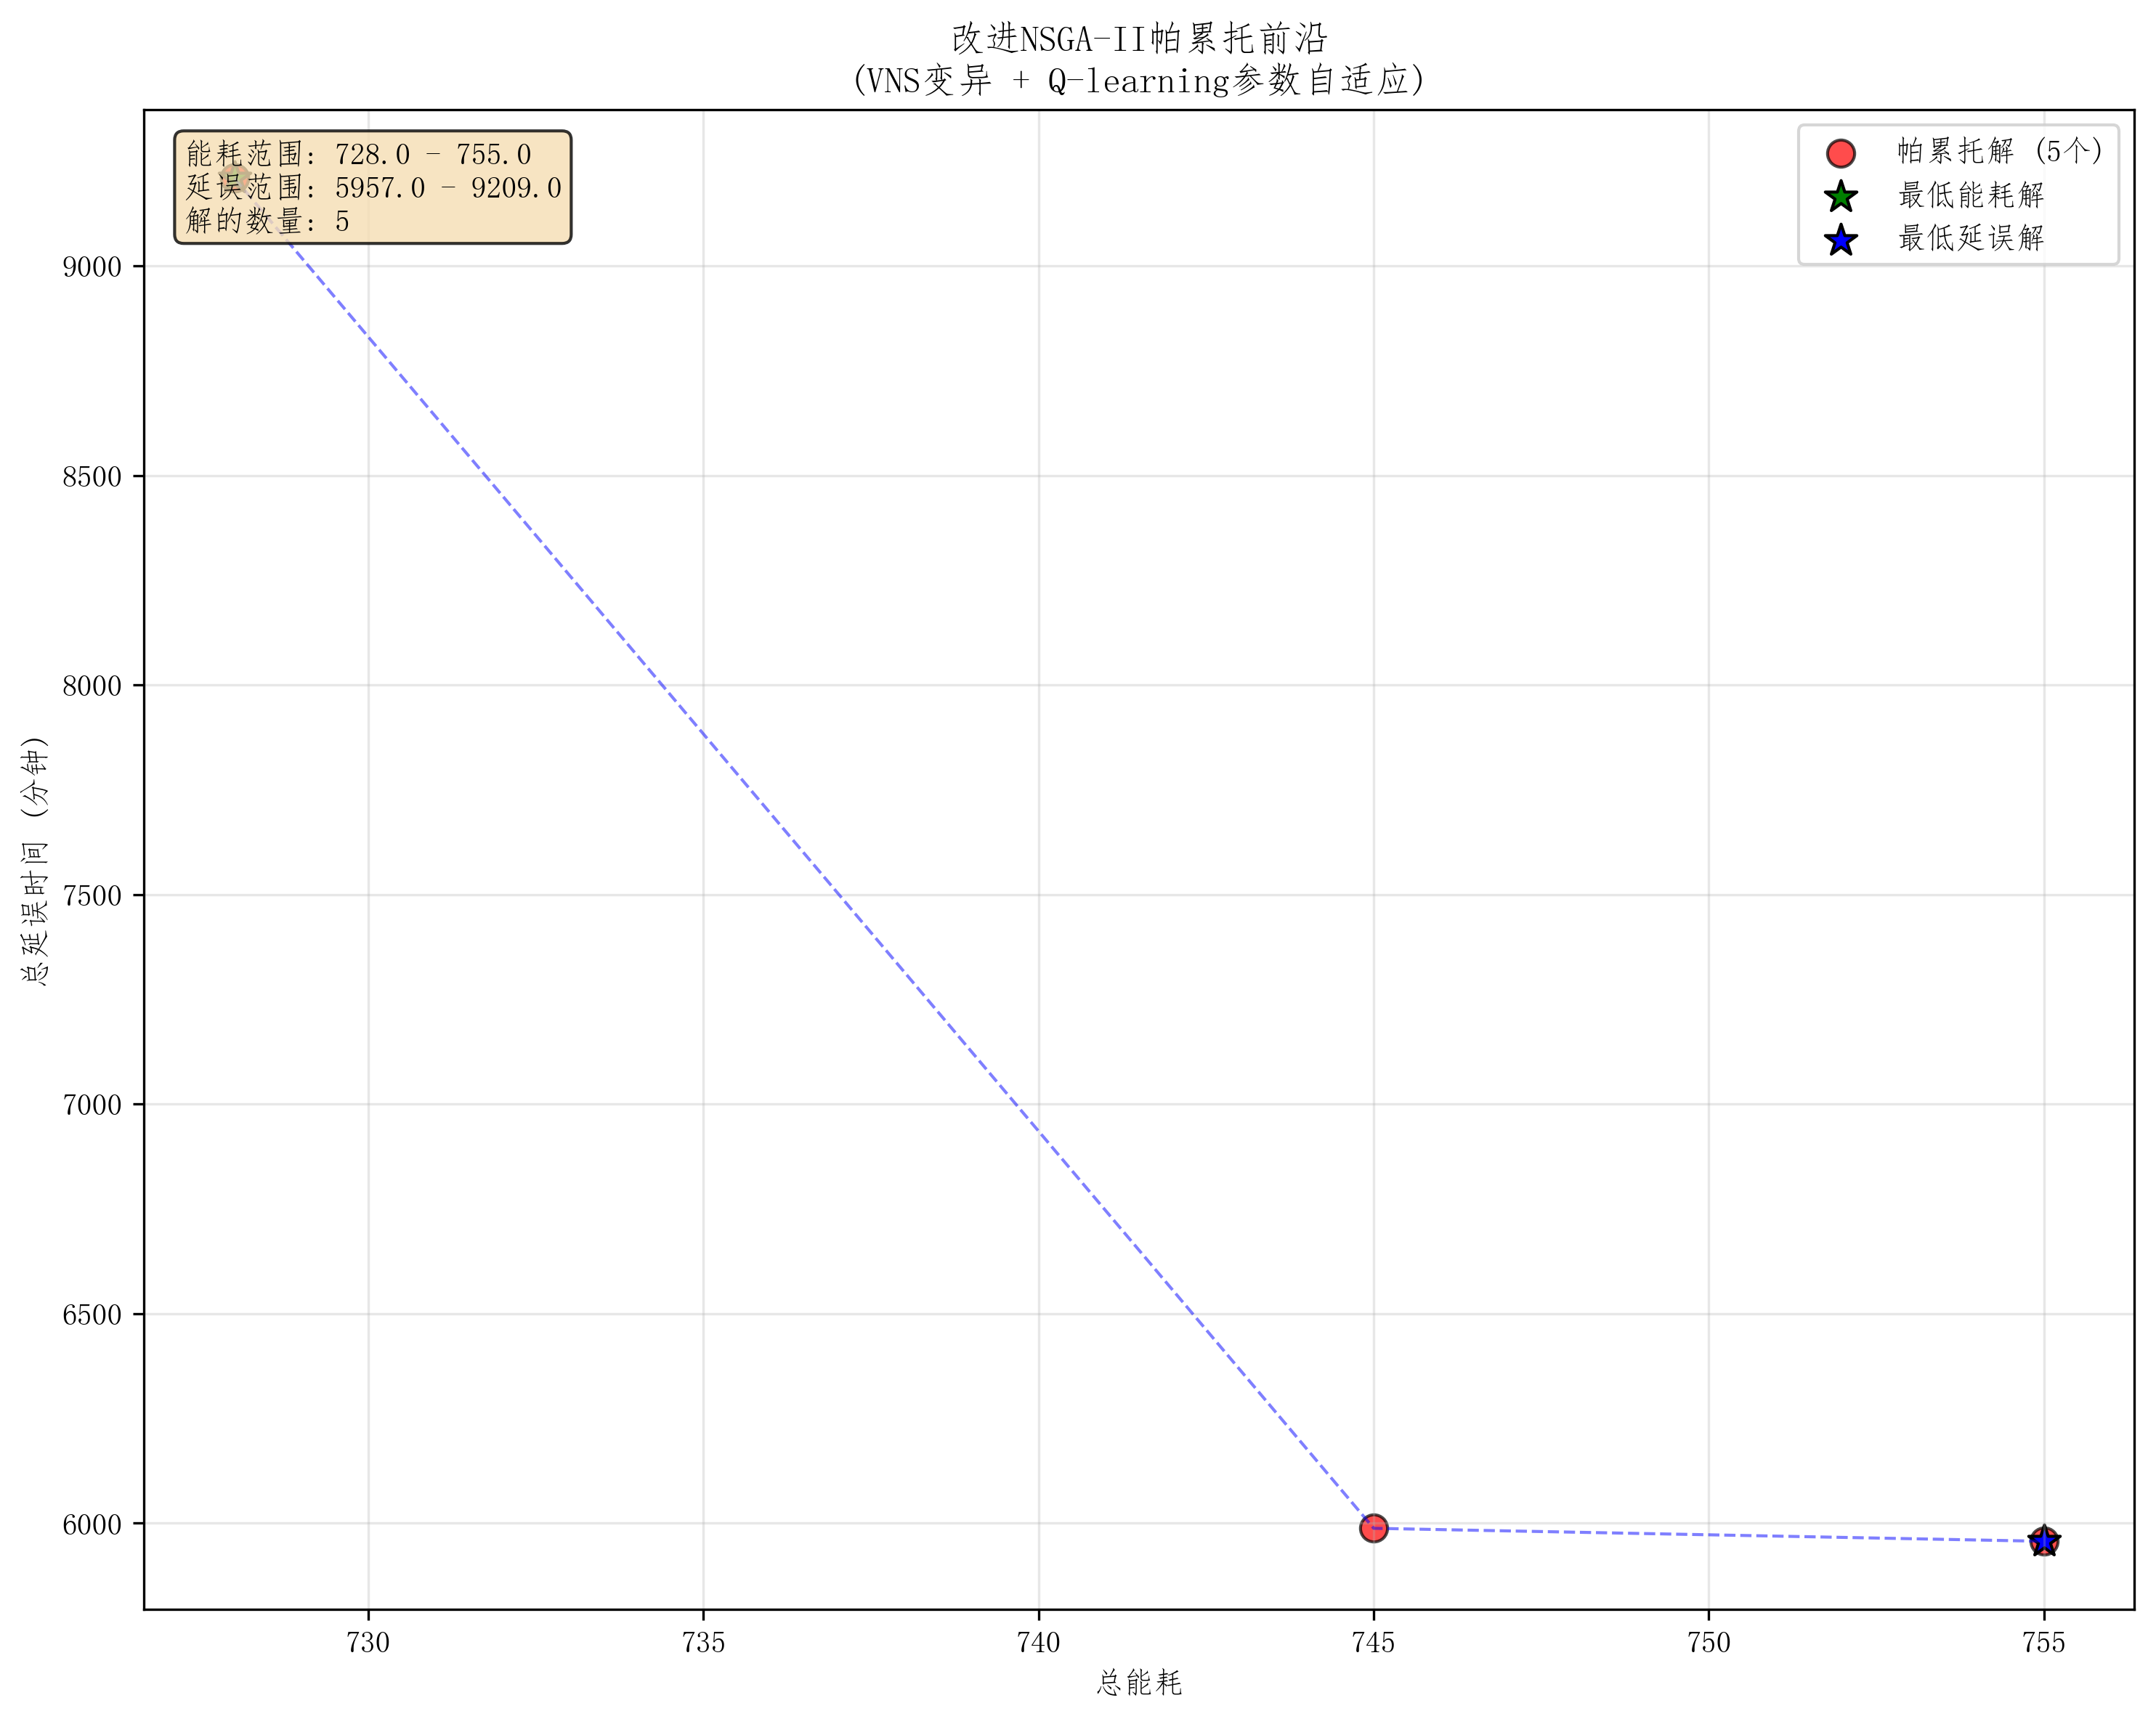 改进NSGA-II帕累托前沿
(VNS变异 + Q-learning参数自适应)
能耗范围: 728.0 - 755.0
延误范围: 5957.0 - 9209.0
解的数量: 5
帕累托解 (5个)
最低能耗解
最低延误解
总延误时间 (分钟)
9000
8500
8000
7500
7000
6500
6000
730
735
740
745
750
755
总能耗